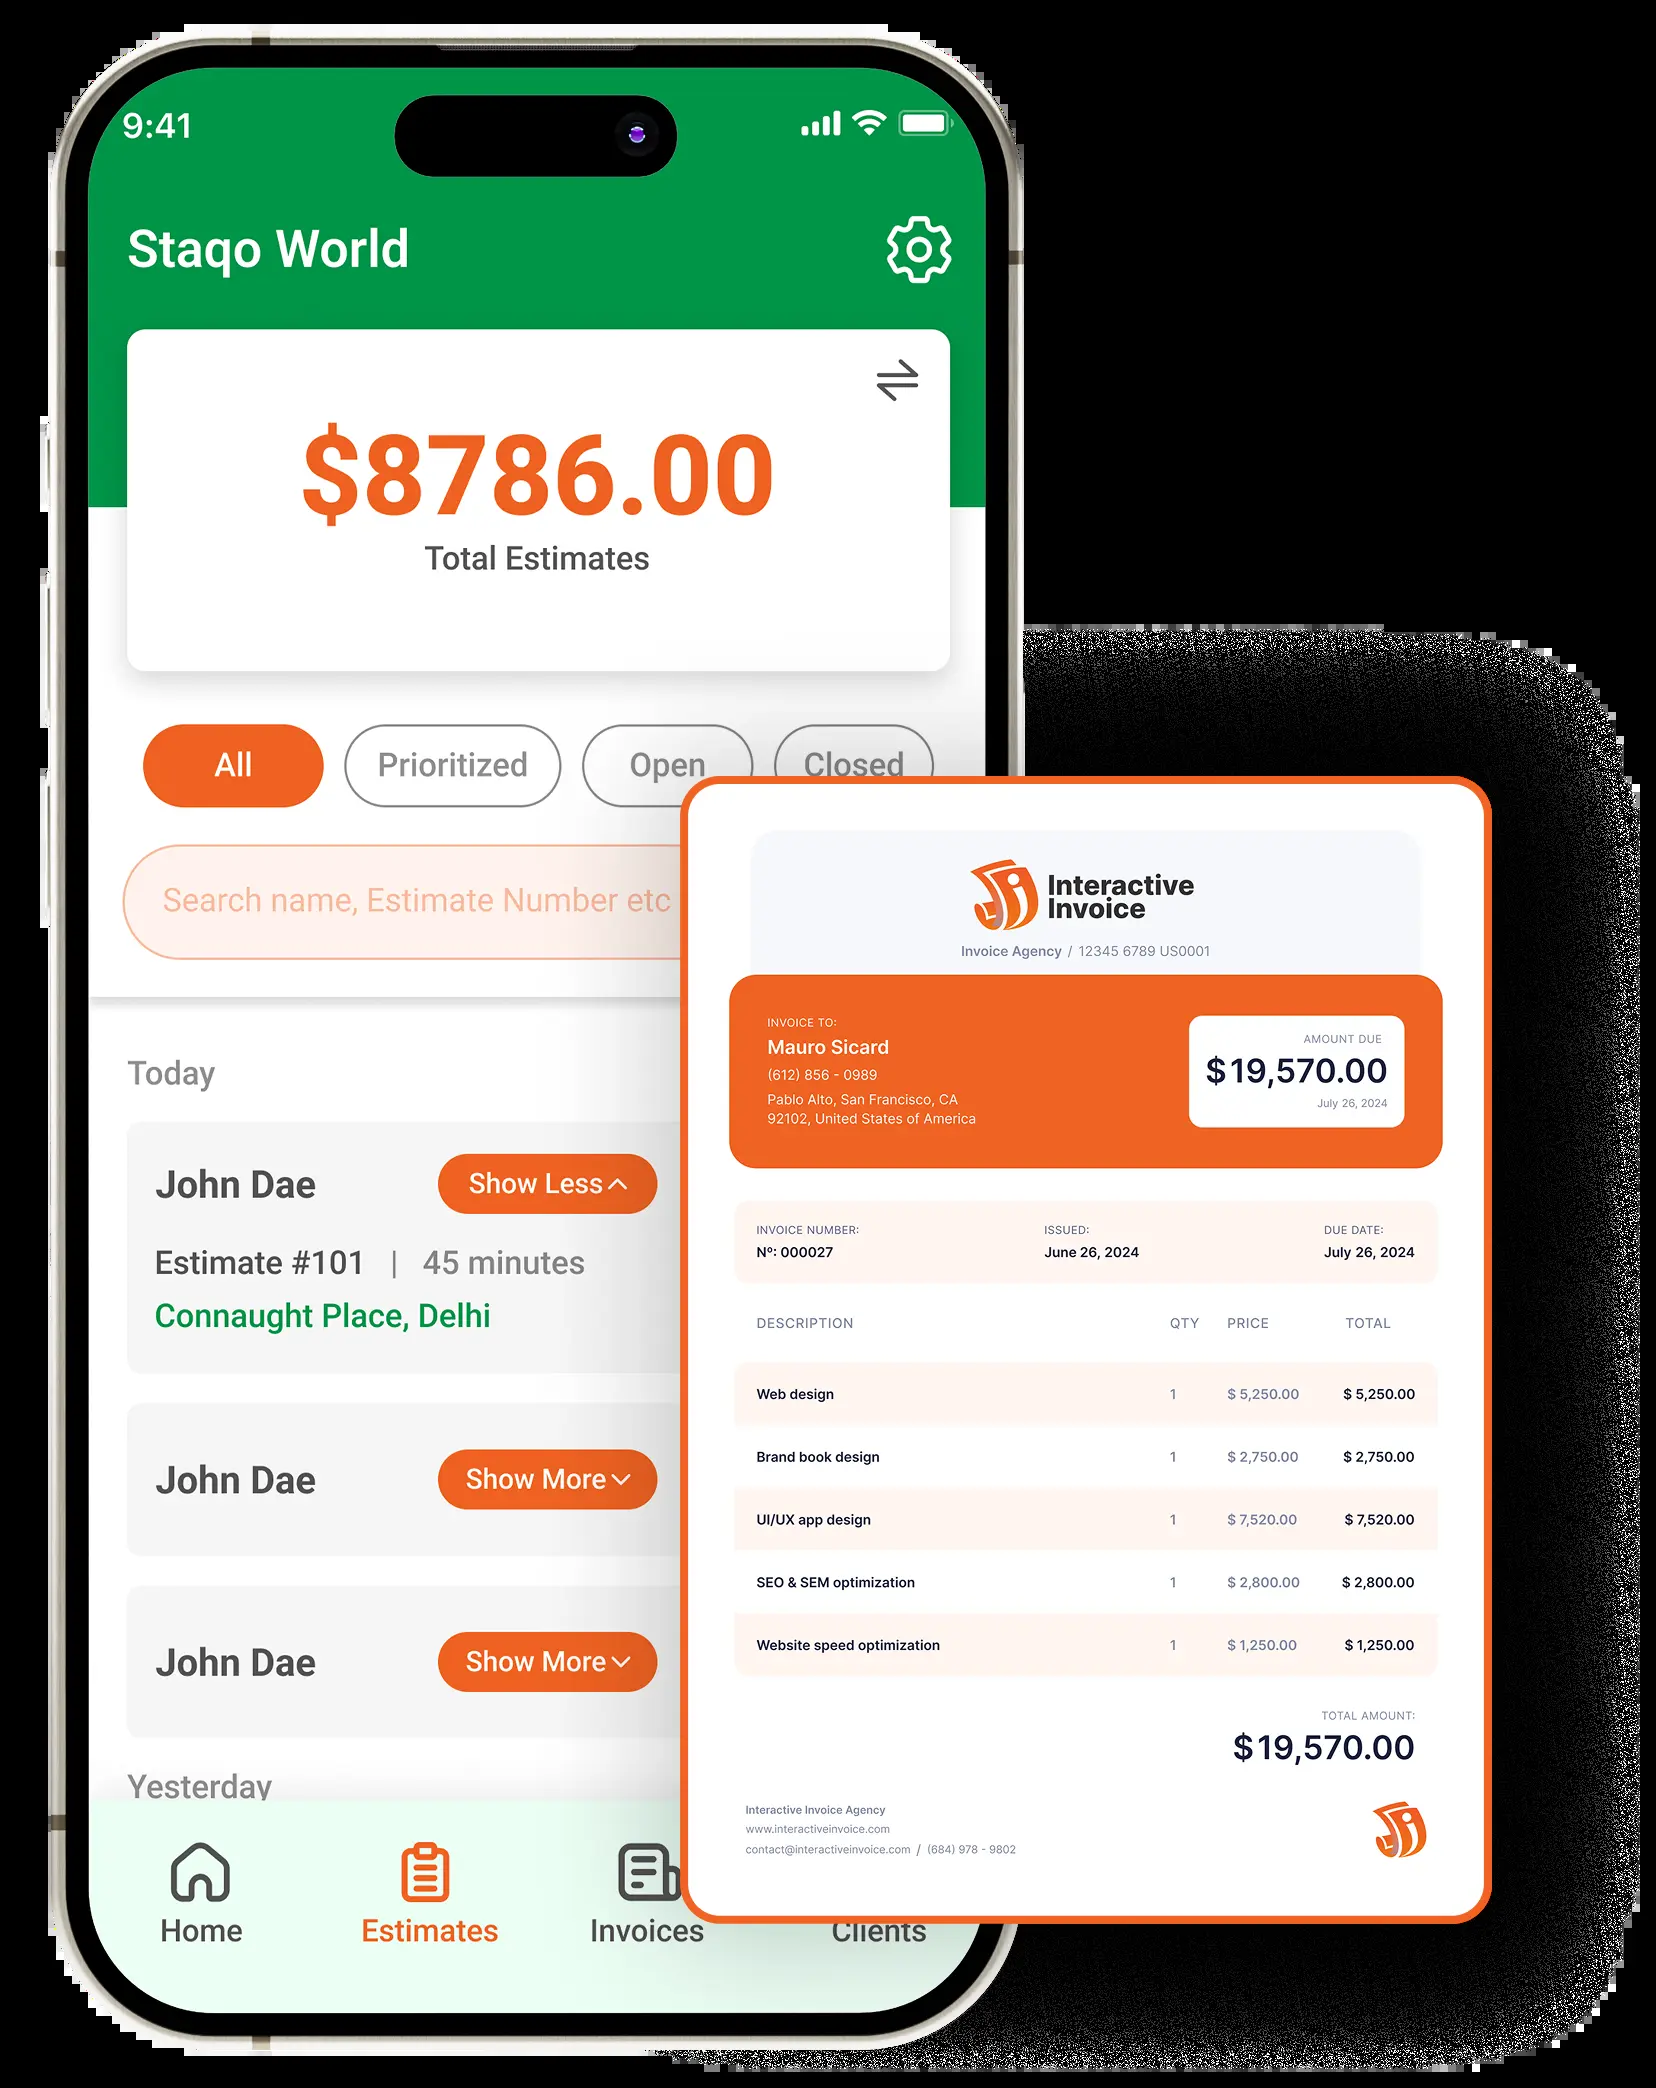 9:41
Staqo World
$8786.00
Total Estimates
All
Prioritized
Open
Closed
Search name, Estimate Number etc
Today
John Dae
Show Less
Estimate #101 | 45 minutes
Connaught Place, Delhi
John Dae
Show More
John Dae
Show More
Yesterday
Home
Estimates
Invoices
Clients
Interactive
Invoice
Invoice Agency / 12345 6789 US0001
INVOICE TO:
Mauro Sicard
(612) 856 - 0989
Pablo Alto, San Francisco, CA
92102, United States of America
AMOUNT DUE
$19,570.00
July 26, 2024
INVOICE NUMBER:
Nº: 000027
ISSUED:
June 26, 2024
DUE DATE:
July 26, 2024
DESCRIPTION QTY PRICE TOTAL
Web design 1 $ 5,250.00 $ 5,250.00
Brand book design 1 $ 2,750.00 $ 2,750.00
UI/UX app design 1 $ 7,520.00 $ 7,520.00
SEO & SEM optimization 1 $ 2,800.00 $ 2,800.00
Website speed optimization 1 $ 1,250.00 $ 1,250.00
TOTAL AMOUNT:
$19,570.00
Interactive Invoice Agency
www.interactiveinvoice.com
contact@interactiveinvoice.com / (684) 978 - 9802